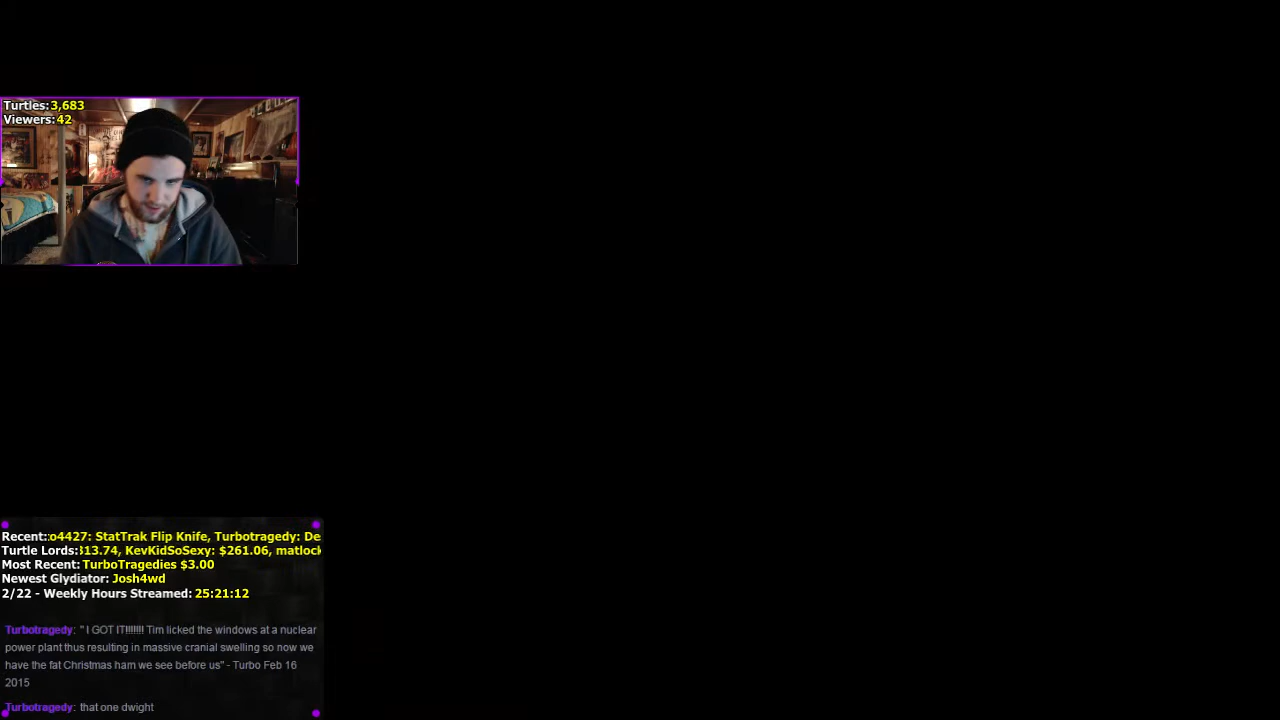 Turtles: 3,683
Viewers: 42
Recent: :o4427: StatTrak Flip Knife, Turbotragedy: De
Turtle Lords: 313.74, KevKidSoSexy: $261.06, matlock
Most Recent: TurboTragedies $3.00
Newest Glydiator: Josh4wd
2/22 - Weekly Hours Streamed: 25:21:12
Turbotragedy: " I GOT IT!!!!!!! Tim licked the windows at a nuclear
power plant thus resulting in massive cranial swelling so now we
have the fat Christmas ham we see before us" - Turbo Feb 16
2015
Turbotragedy: that one dwight